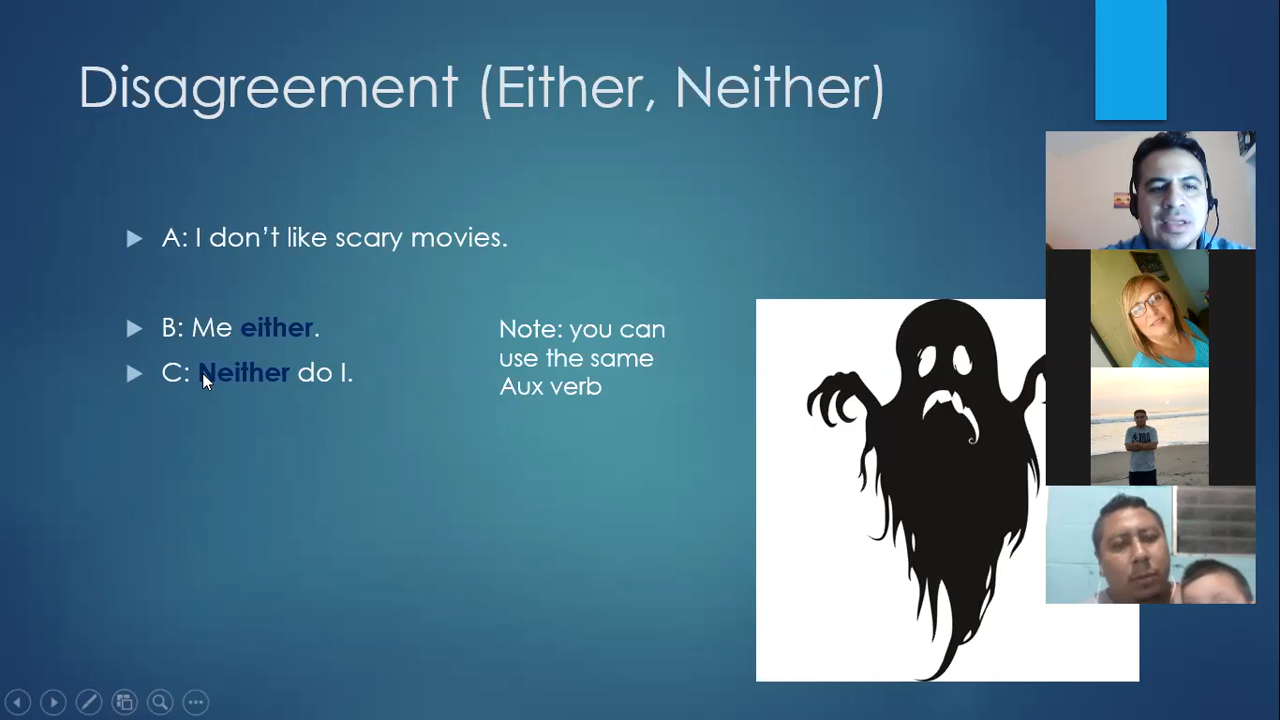 Disagreement (Either, Neither)
A: I don't like scary movies.
B: Me either.
C: Neither do I.
Note: you can
use the same
Aux verb